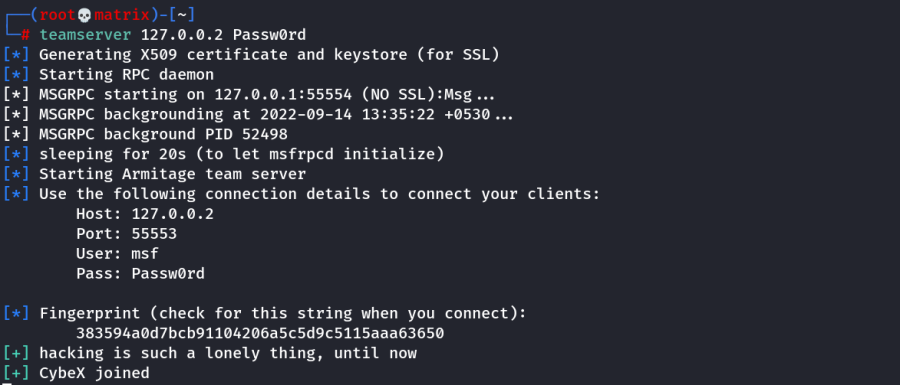 ┌──(root💀matrix)-[~]
└─# teamserver 127.0.0.2 Passw0rd
[*] Generating X509 certificate and keystore (for SSL)
[*] Starting RPC daemon
[*] MSGRPC starting on 127.0.0.1:55554 (NO SSL):Msg...
[*] MSGRPC backgrounding at 2022-09-14 13:35:22 +0530...
[*] MSGRPC background PID 52498
[*] sleeping for 20s (to let msfrpcd initialize)
[*] Starting Armitage team server
[*] Use the following connection details to connect your clients:
Host: 127.0.0.2
Port: 55553
User: msf
Pass: Passw0rd
[*] Fingerprint (check for this string when you connect):
383594a0d7bcb91104206a5c5d9c5115aaa63650
[+] hacking is such a lonely thing, until now
[+] CybeX joined